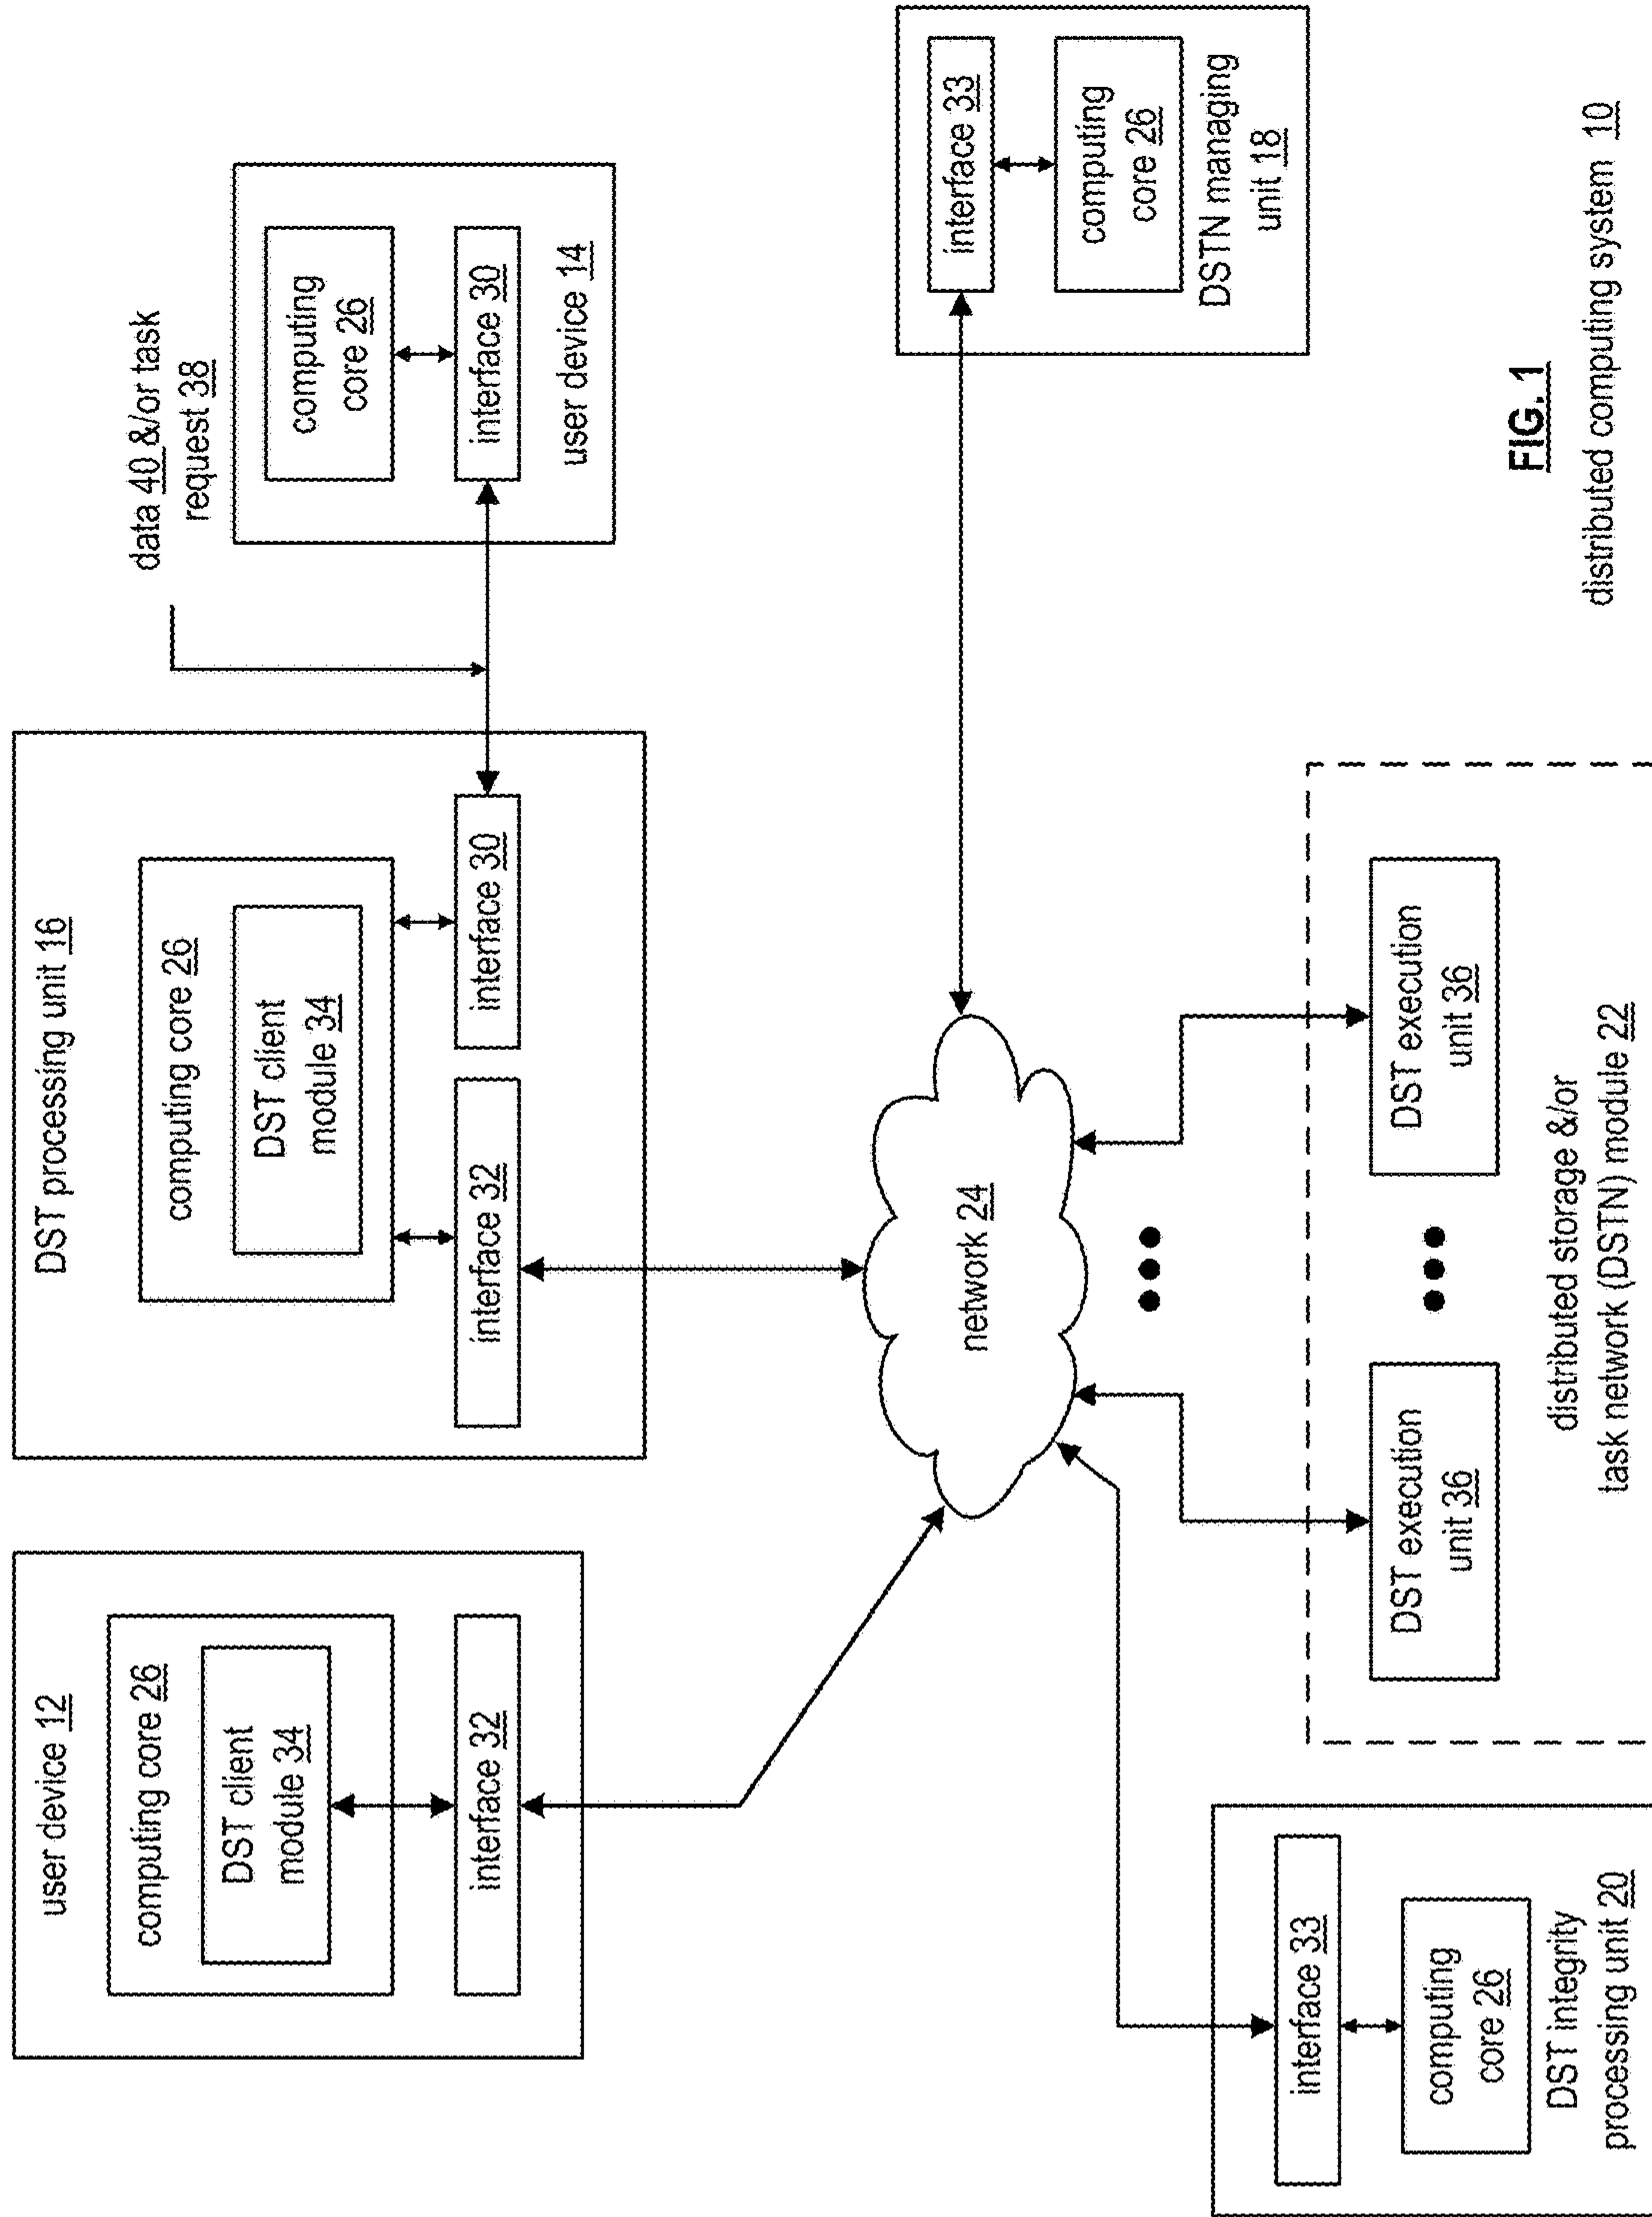 user device 12
computing core 26
DST client
module 34
interface 32
DST processing unit 16
computing core 26
DST client
module 34
interface 32
interface 30
data 40 &/or task
request 38
computing
core 26
interface 30
user device 14
network 24
interface 33
computing
core 26
DSTN managing
unit 18
interface 33
computing
core 26
DST integrity
processing unit 20
DST execution
unit 36
DST execution
unit 36
distributed storage &/or
task network (DSTN) module 22
FIG. 1
distributed computing system 10